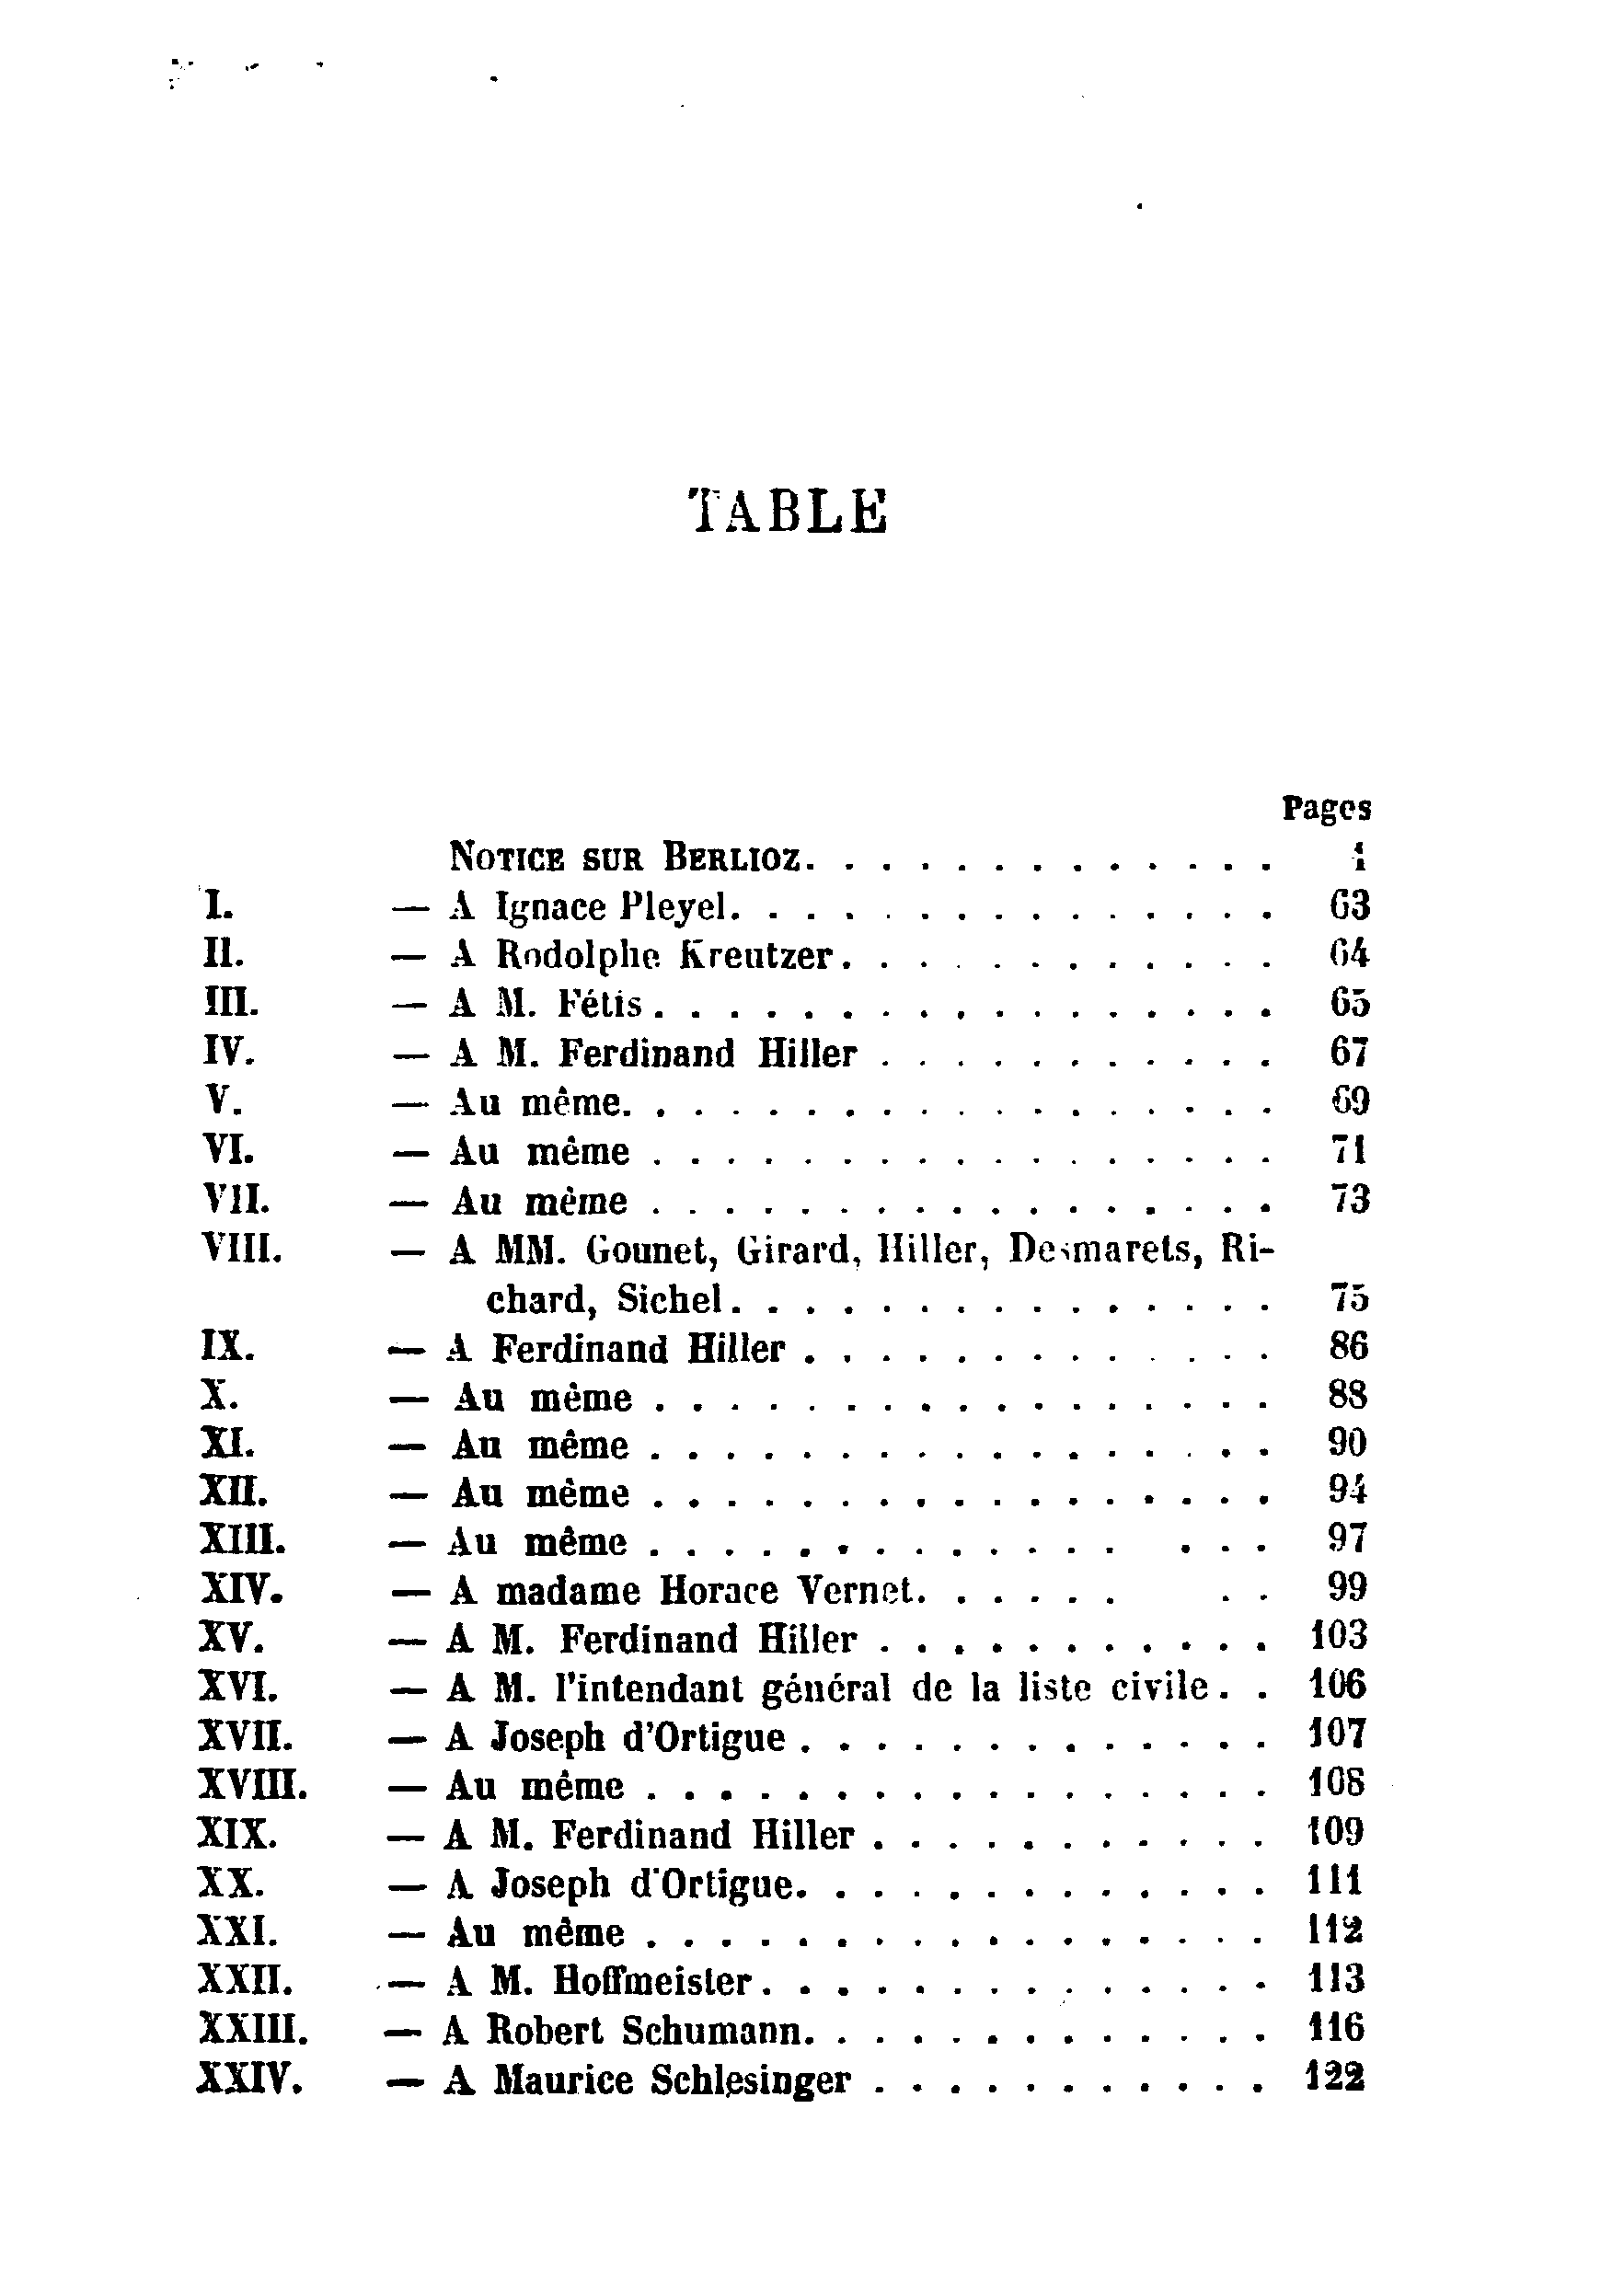 TABLE
Pages
NOTICE SUR BERLIOZ. . . . . . . . . . . . . 1
I. — A Ignace Pleyel. . . . . . . . . . . . . . . 63
II. — A Rodolphe Kreutzer. . . . . . . . . . . . 64
III. — A M. Fétis . . . . . . . . . . . . . . . . . 65
IV. — A M. Ferdinand Hiller . . . . . . . . . . . 67
V. — Au même. . . . . . . . . . . . . . . . . . 69
VI. — Au même . . . . . . . . . . . . . . . . . 71
VII. — Au même . . . . . . . . . . . . . . . . . 73
VIII. — A MM. Gounet, Girard, Hiller, Desmarets, Ri-
chard, Sichel. . . . . . . . . . . . . . . 75
IX. — A Ferdinand Hiller . . . . . . . . . . . . . 86
X. — Au même . . . . . . . . . . . . . . . . . 88
XI. — Au même . . . . . . . . . . . . . . . . . 90
XII. — Au même . . . . . . . . . . . . . . . . . 94
XIII. — Au même . . . . . . . . . . . . . . . . 97
XIV. — A madame Horace Vernet. . . . . . . . 99
XV. — A M. Ferdinand Hiller . . . . . . . . . . . 103
XVI. — A M. l'intendant général de la liste civile. . 106
XVII. — A Joseph d'Ortigue . . . . . . . . . . . . . 107
XVIII. — Au même . . . . . . . . . . . . . . . . . 108
XIX. — A M. Ferdinand Hiller . . . . . . . . . . . 109
XX. — A Joseph d'Ortigue. . . . . . . . . . . . . 111
XXI. — Au même . . . . . . . . . . . . . . . . . 112
XXII. — A M. Hoffmeister. . . . . . . . . . . . . . 113
XXIII. — A Robert Schumann. . . . . . . . . . . . . 116
XXIV. — A Maurice Schlesinger . . . . . . . . . . . 122